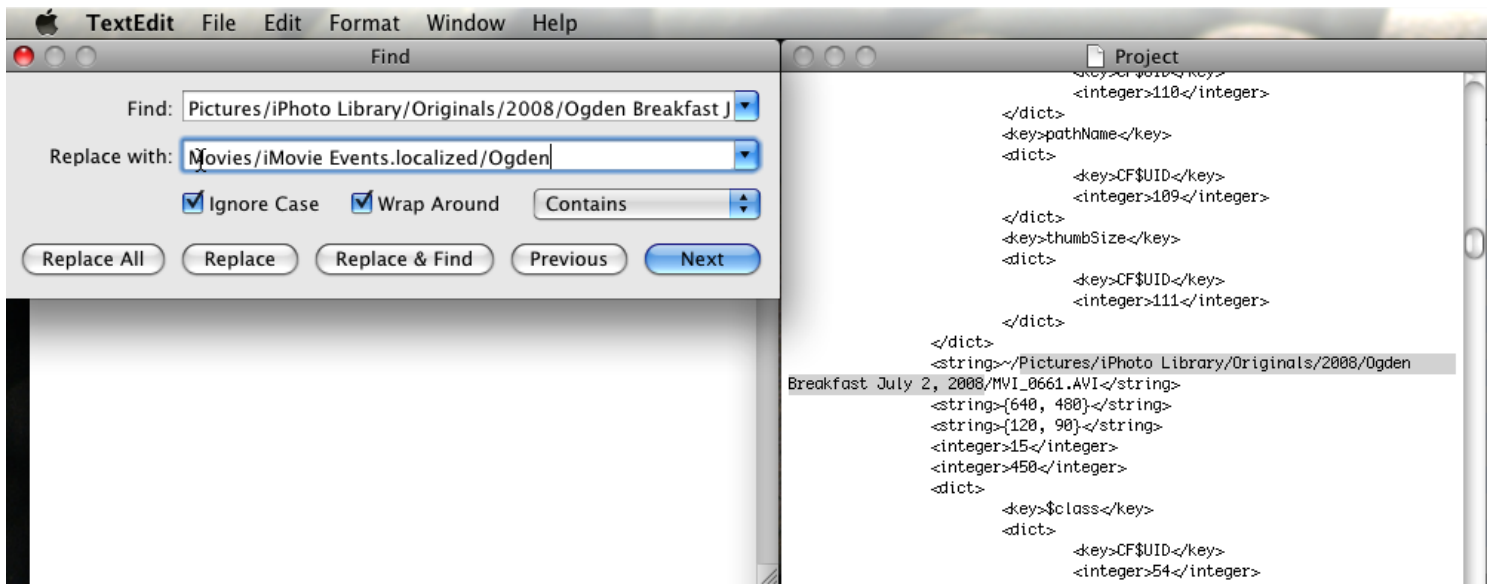 TextEdit File Edit Format Window Help
Find
Find: Pictures/iPhoto Library/Originals/2008/Ogden Breakfast J
Replace with: Movies/iMovie Events.localized/Ogden
Ignore Case Wrap Around Contains
Replace All Replace Replace & Find Previous Next
Project
<key>CF$UID</key>
<integer>110</integer>
</dict>
<key>pathName</key>
<dict>
<key>CF$UID</key>
<integer>109</integer>
</dict>
<key>thumbSize</key>
<dict>
<key>CF$UID</key>
<integer>111</integer>
</dict>
</dict>
<string>~/Pictures/iPhoto Library/Originals/2008/Ogden
Breakfast July 2, 2008/MVI_0661.AVI</string>
<string>{640, 480}</string>
<string>{120, 90}</string>
<integer>15</integer>
<integer>450</integer>
<dict>
<key>$class</key>
<dict>
<key>CF$UID</key>
<integer>54</integer>